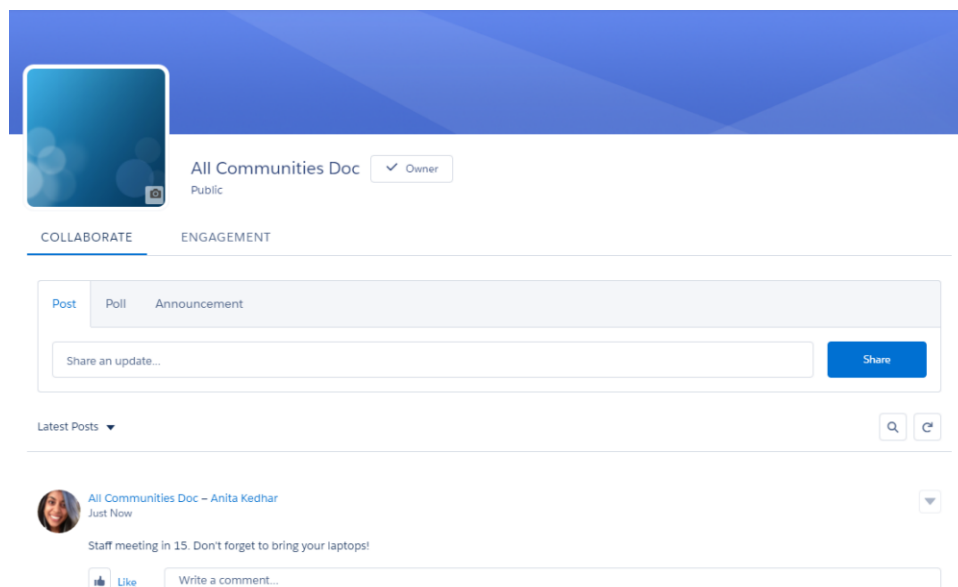 All Communities Doc Owner
Public
COLLABORATE ENGAGEMENT
Post Poll Announcement
Share an update... Share
Latest Posts
All Communities Doc – Anita Kedhar
Just Now
Staff meeting in 15. Don't forget to bring your laptops!
Like Write a comment...